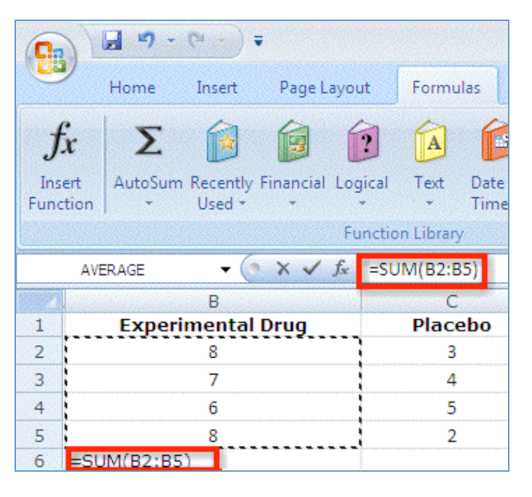 Home Insert Page Layout Formulas
fx Σ ? A
Insert AutoSum Recently Financial Logical Text Date
Function Used Time
Function Library
AVERAGE fx =SUM(B2:B5)
B C
1 Experimental Drug Placebo
2 8 3
3 7 4
4 6 5
5 8 2
6 =SUM(B2:B5)